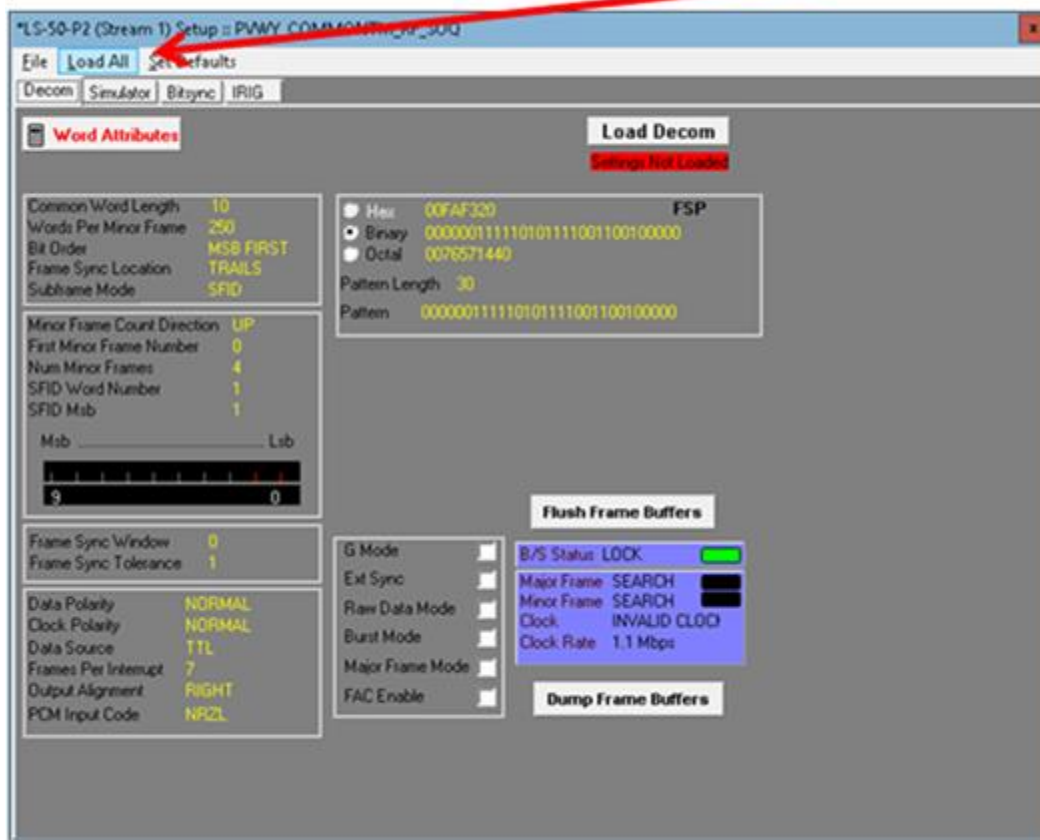 *LS-50-P2 (Stream 1) Setup ::
File Load All Set Defaults
Decom Simulator Bitsync IRIG
Word Attributes
Load Decom
Settings Not Loaded
Common Word Length 10
Words Per Minor Frame 250
Bit Order MSB FIRST
Frame Sync Location TRAILS
Subframe Mode SFID
Hex 00FAF320 FSP
Binary 000000111110101111001100100000
Octal 0076571440
Pattern Length 30
Pattern 000000111110101111001100100000
Minor Frame Count Direction UP
First Minor Frame Number 0
Num Minor Frames 4
SFID Word Number 1
SFID Msb 1
Msb Lsb
9 0
Frame Sync Window 0
Frame Sync Tolerance 1
Data Polarity NORMAL
Clock Polarity NORMAL
Data Source TTL
Frames Per Interrupt 7
Output Alignment RIGHT
PCM Input Code NRZL
G Mode
Ext Sync
Raw Data Mode
Burst Mode
Major Frame Mode
FAC Enable
Flush Frame Buffers
B/S Status LOCK
Major Frame SEARCH
Minor Frame SEARCH
Clock INVALID CLOC
Clock Rate 1.1 Mbps
Dump Frame Buffers